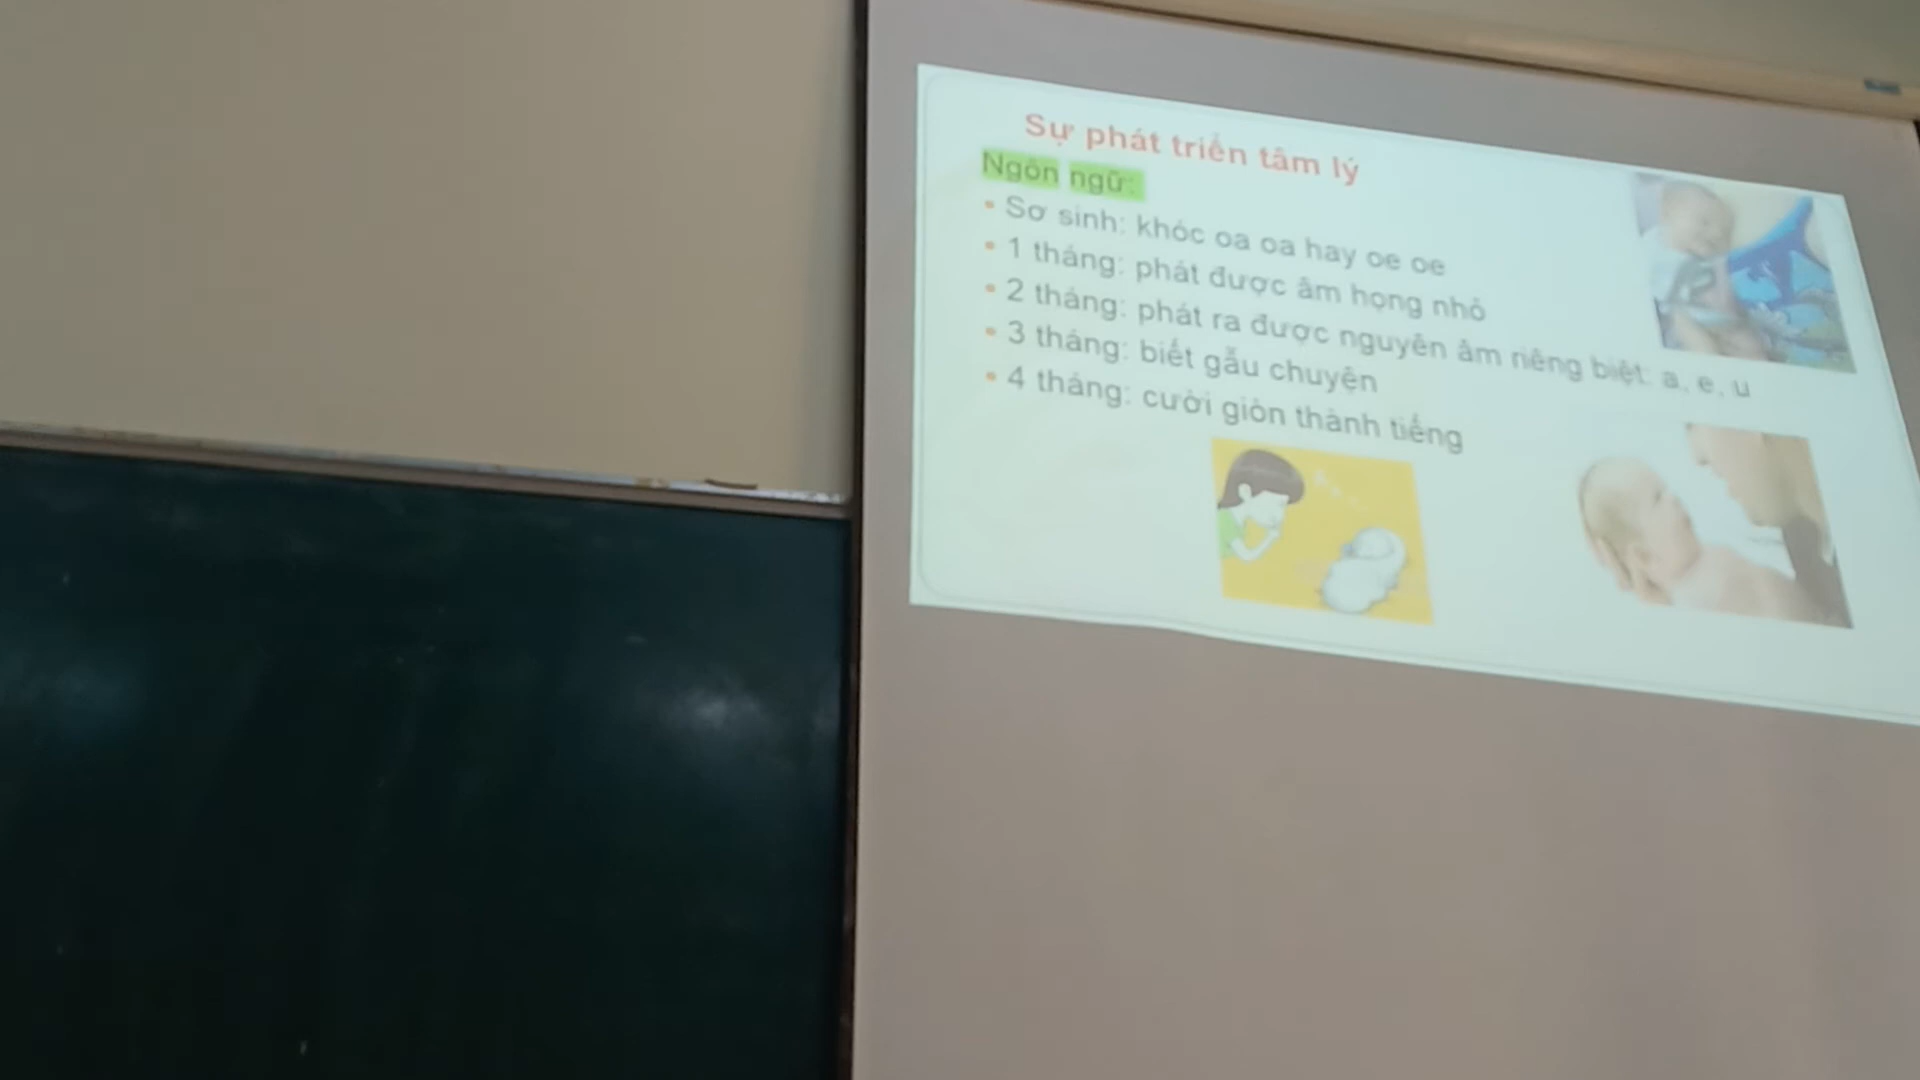 Sự phát triển tâm lý
Ngôn ngữ:
• Sơ sinh: khóc oa oa hay oe oe
• 1 tháng: phát được âm họng nhỏ
• 2 tháng: phát ra được nguyên âm riêng biệt: a, e, u
• 3 tháng: biết gẫu chuyện
• 4 tháng: cười giòn thành tiếng